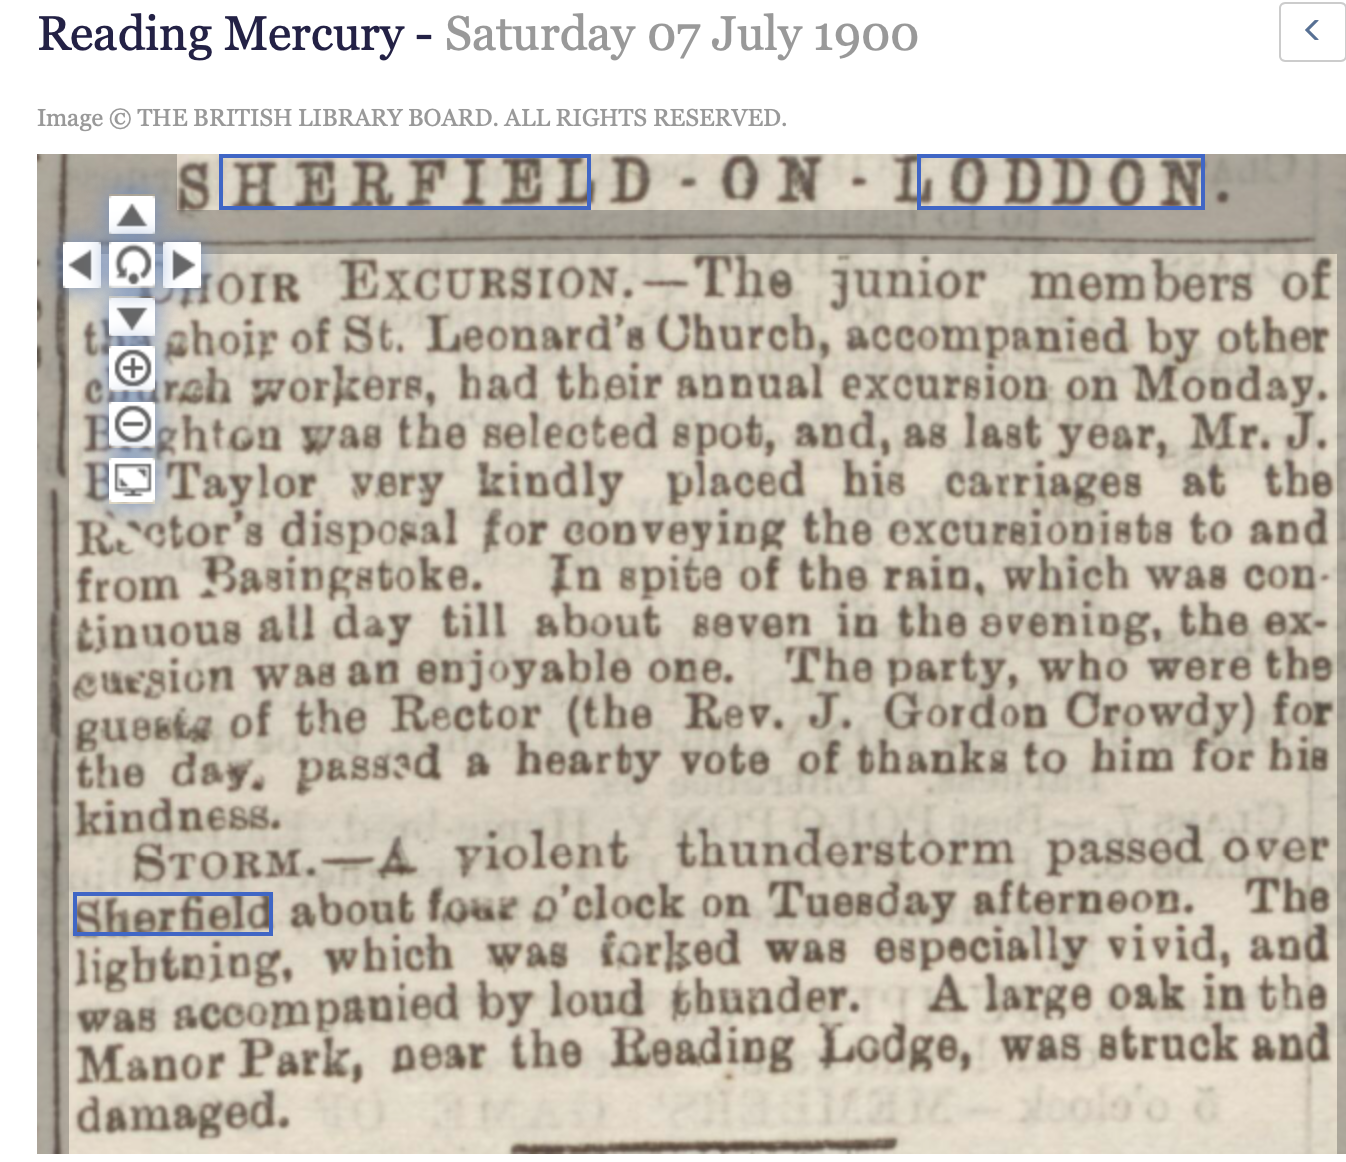 Reading Mercury - Saturday 07 July 1900
Image © THE BRITISH LIBRARY BOARD. ALL RIGHTS RESERVED.
SHERFIELD-ON-LODDON.
CHOIR EXCURSION.—The junior members of
the choir of St. Leonard's Church, accompanied by other
church workers, had their annual excursion on Monday.
Brighton was the selected spot, and, as last year, Mr. J.
Taylor very kindly placed his carriages at the
Rector's disposal for conveying the excursionists to and
from Basingstoke. In spite of the rain, which was con-
tinuous all day till about seven in the evening, the ex-
cursion was an enjoyable one. The party, who were the
guests of the Rector (the Rev. J. Gordon Crowdy) for
the day, passed a hearty vote of thanks to him for his
kindness.
STORM.—A violent thunderstorm passed over
Sherfield about four o'clock on Tuesday afternoon. The
lightning, which was forked was especially vivid, and
was accompanied by loud thunder. A large oak in the
Manor Park, near the Reading Lodge, was struck and
damaged.